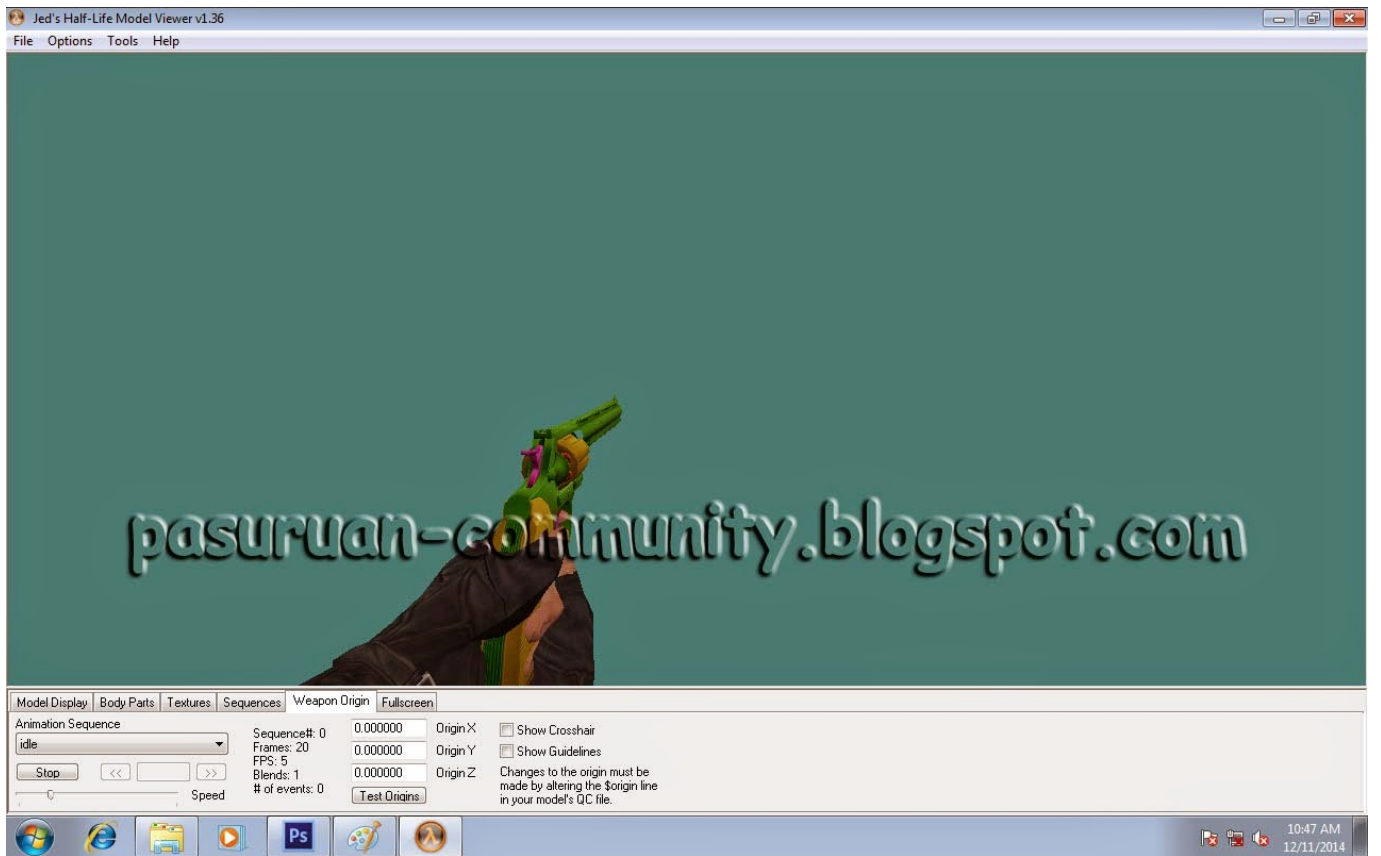 Jed's Half-Life Model Viewer v1.36
File Options Tools Help
pasuruan-community.blogspot.com
Model Display Body Parts Textures Sequences Weapon Origin Fullscreen
Animation Sequence
idle
Stop << >>
Speed
Sequence#: 0
Frames: 20
FPS: 5
Blends: 1
# of events: 0
0.000000 Origin X
0.000000 Origin Y
0.000000 Origin Z
Test Origins
Show Crosshair
Show Guidelines
Changes to the origin must be
made by altering the $origin line
in your model's QC file.
Ps
10:47 AM
12/11/2014